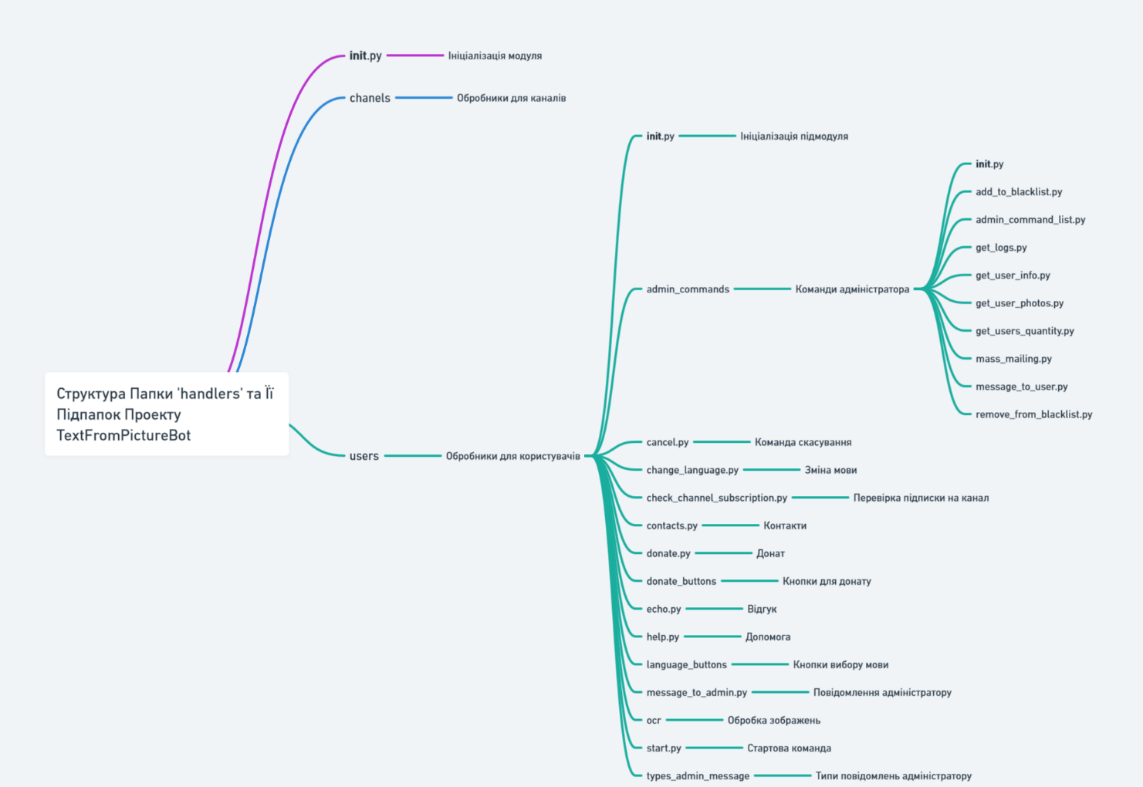 init.py Ініціалізація модуля
chanels Обробники для каналів
Структура Папки 'handlers' та Її
Підпапок Проекту
TextFromPictureBot
users Обробники для користувачів
init.py Ініціалізація підмодуля
admin_commands Команди адміністратора
init.py
add_to_blacklist.py
admin_command_list.py
get_logs.py
get_user_info.py
get_user_photos.py
get_users_quantity.py
mass_mailing.py
message_to_user.py
remove_from_blacklist.py
cancel.py Команда скасування
change_language.py Зміна мови
check_channel_subscription.py Перевірка підписки на канал
contacts.py Контакти
donate.py Донат
donate_buttons Кнопки для донату
echo.py Відгук
help.py Допомога
language_buttons Кнопки вибору мови
message_to_admin.py Повідомлення адміністратору
ocr Обробка зображень
start.py Стартова команда
types_admin_message Типи повідомлень адміністратору